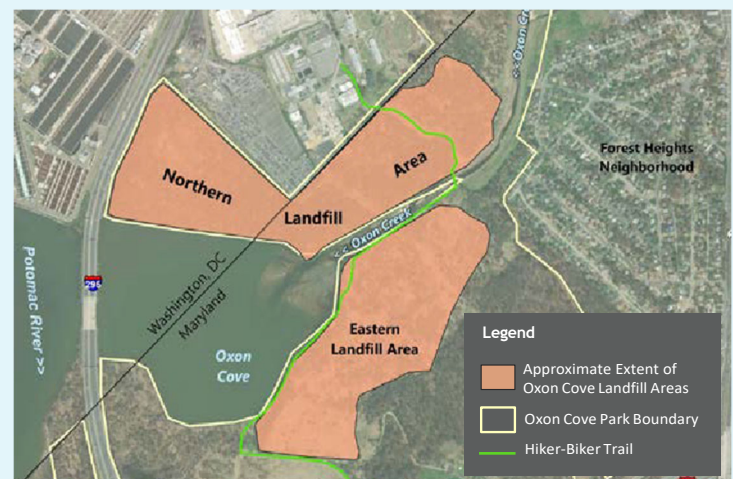 << Oxon Cr
Forest Heights
Neighborhood
Northern
Landfill
Area
<< Oxon Creek
Potomac River >>
295
Washington, DC
Maryland
Oxon
Cove
Eastern
Landfill Area
Legend
Approximate Extent of
Oxon Cove Landfill Areas
Oxon Cove Park Boundary
Hiker-Biker Trail